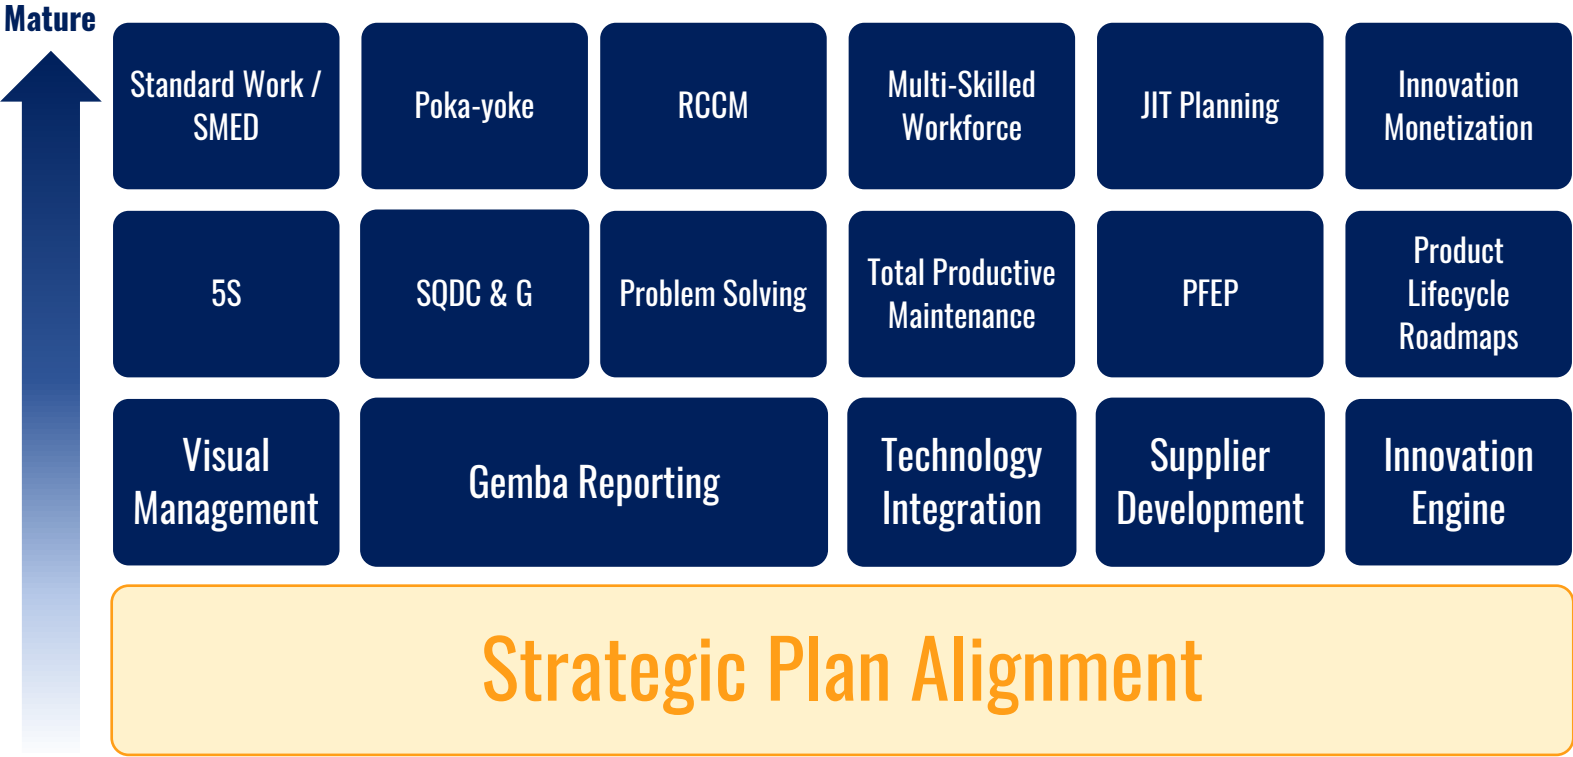 Mature
Standard Work /
SMED
Poka-yoke
RCCM
Multi-Skilled
Workforce
JIT Planning
Innovation
Monetization
5S
SQDC & G
Problem Solving
Total Productive
Maintenance
PFEP
Product
Lifecycle
Roadmaps
Visual
Management
Gemba Reporting
Technology
Integration
Supplier
Development
Innovation
Engine
Strategic Plan Alignment